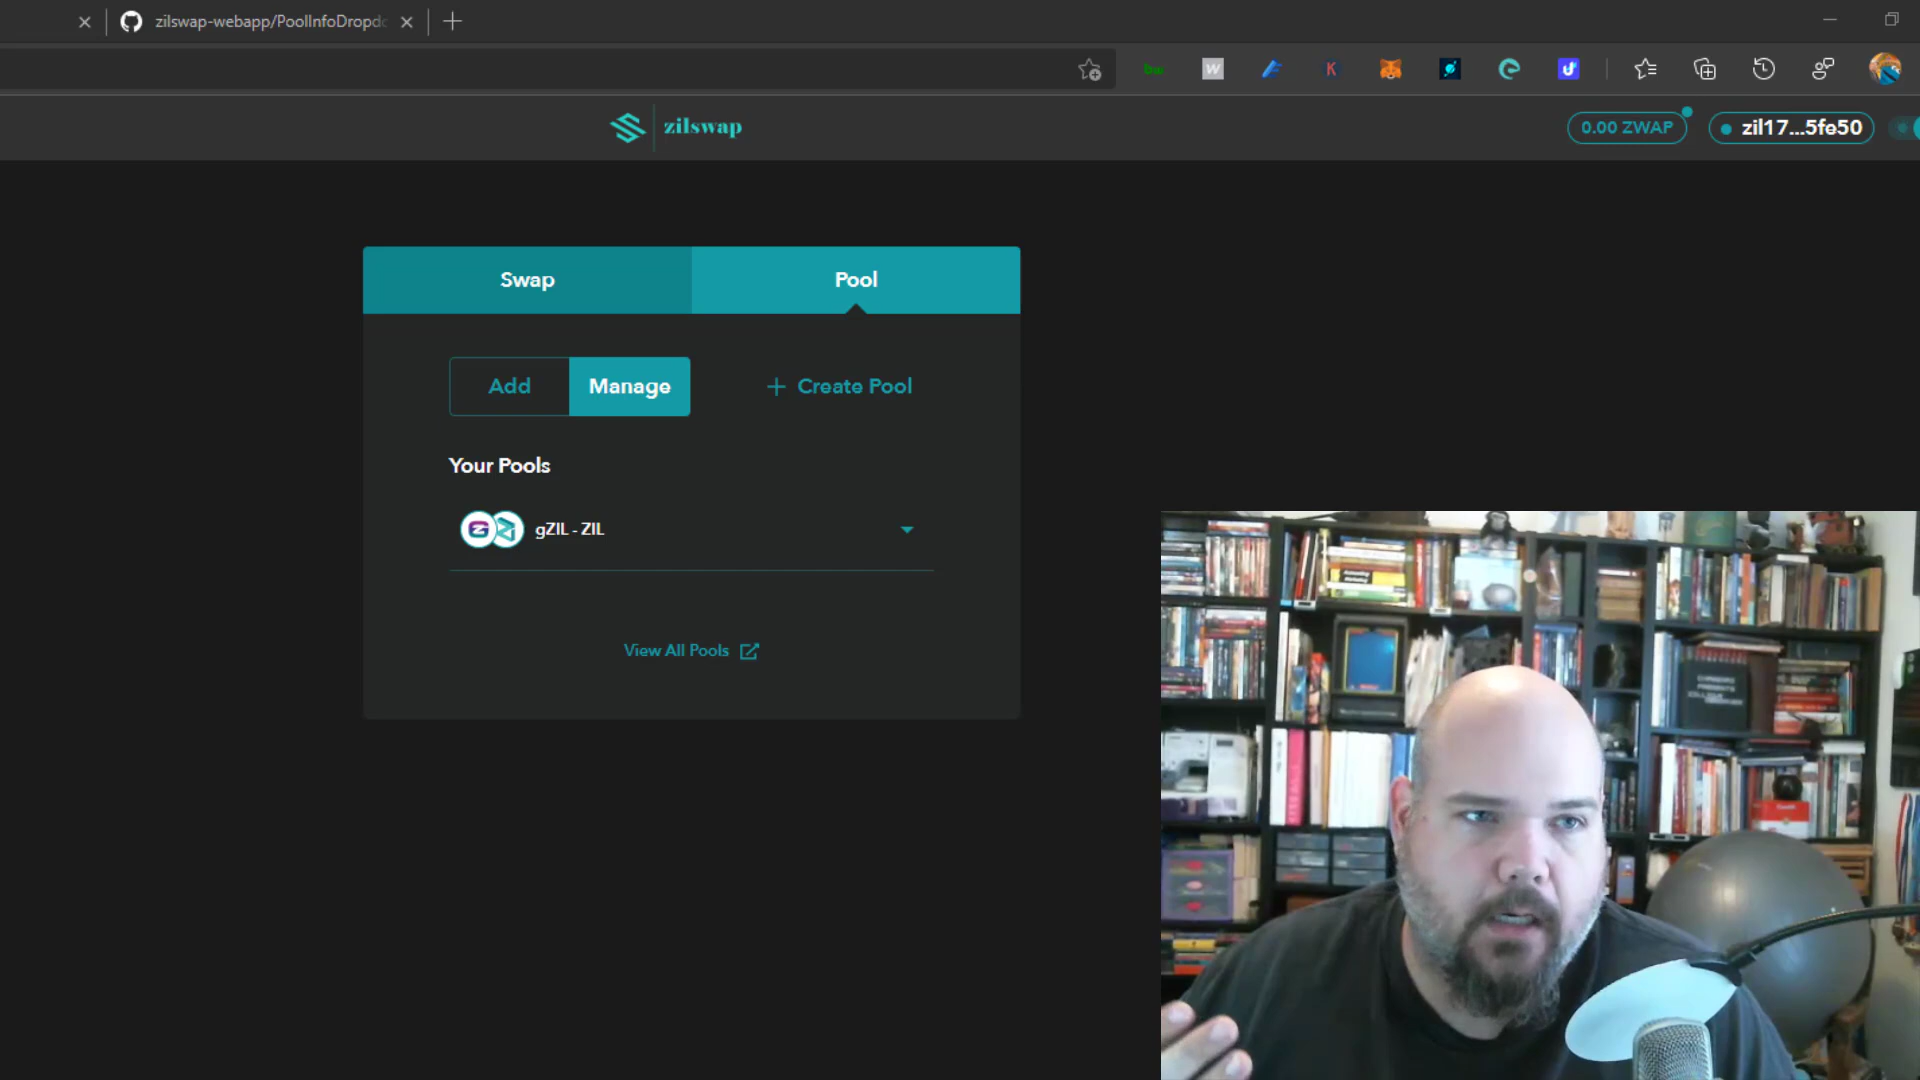 zilswap-webapp/PoolInfoDropdo
zilswap
0.00 ZWAP
zil17...5fe50
Swap
Pool
Add
Manage
+ Create Pool
Your Pools
gZIL - ZIL
View All Pools